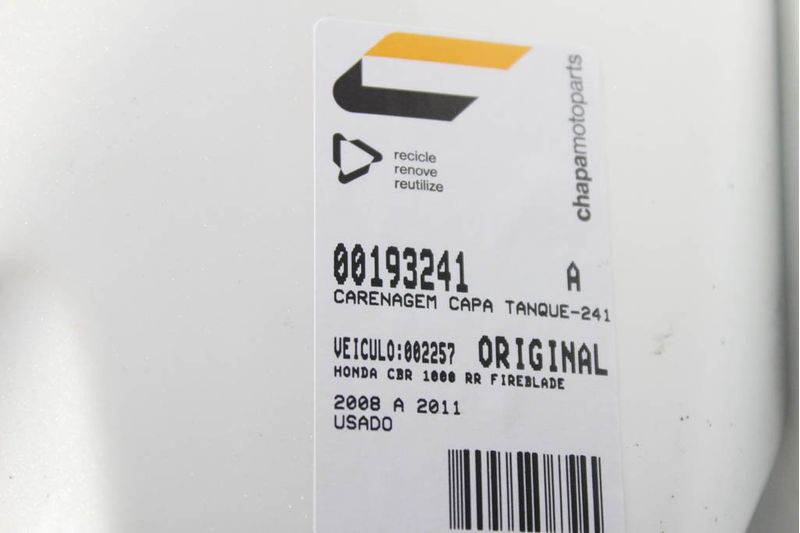 chapamotoparts
recicle
renove
reutilize
00193241 A
CARENAGEM CAPA TANQUE-241
VEICULO:002257 ORIGINAL
HONDA CBR 1000 RR FIREBLADE
2008 A 2011
USADO